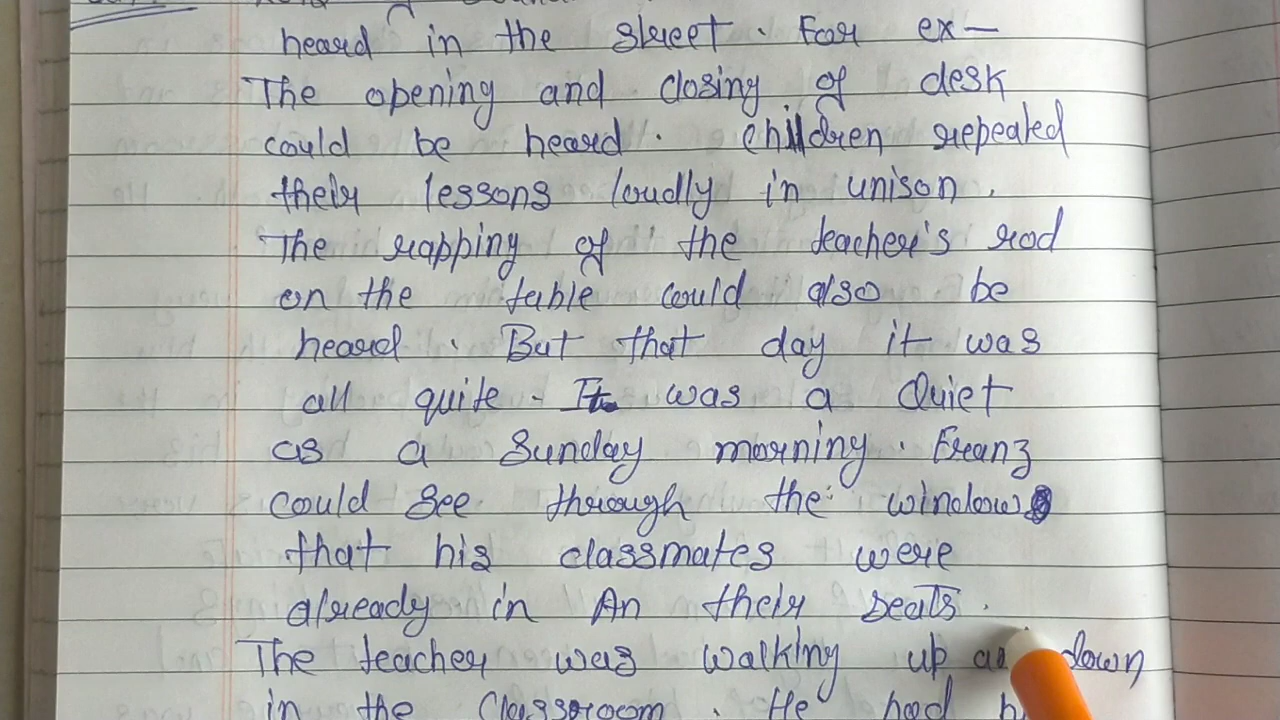 heard in the street. For ex-
The opening and closing of desk
could be heard. children repeated
their lessons loudly in unison.
The rapping of the teacher's rod
on the table could also be
heard. But that day it was
all quite. It was a Quiet
as a Sunday morning. Franz
could see through the window
that his classmates were
already in An their seats.
The teacher was walking up an down
in the Classroom. He had